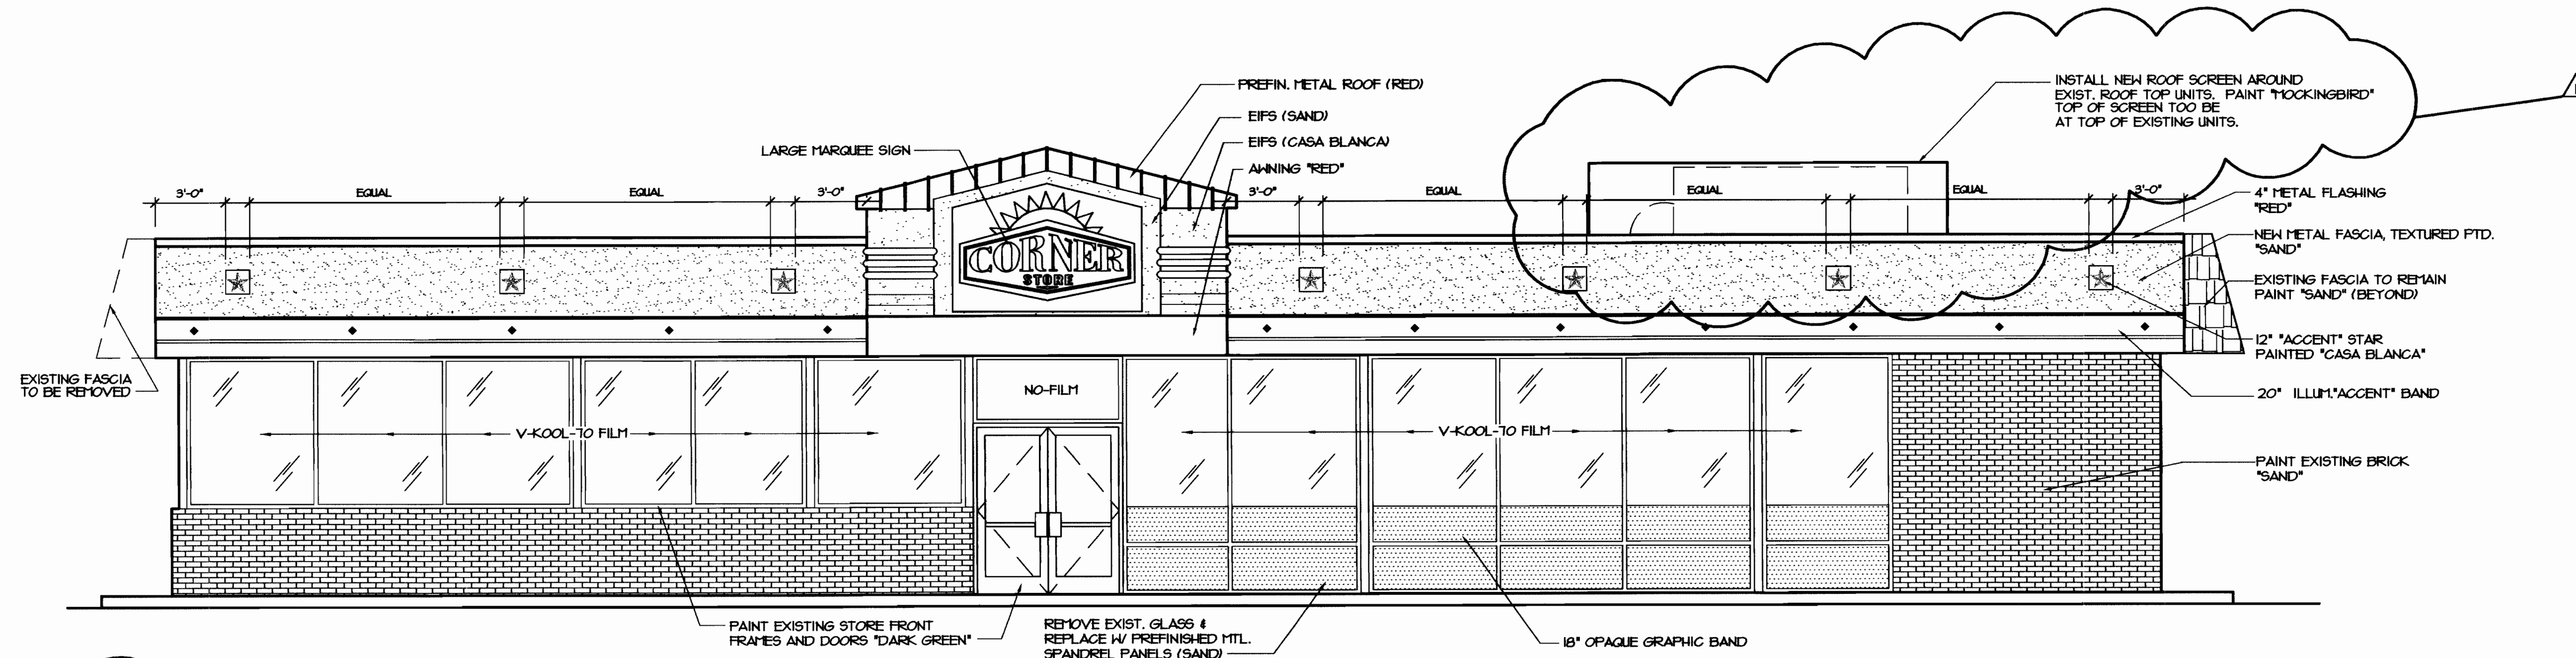 INSTALL NEW ROOF SCREEN AROUND
EXIST. ROOF TOP UNITS. PAINT "MOCKINGBIRD"
TOP OF SCREEN TOO BE
AT TOP OF EXISTING UNITS.
PREFIN. METAL ROOF (RED)
EIFS (SAND)
EIFS (CASA BLANCA)
AWNING "RED"
LARGE MARQUEE SIGN
3'-0"
EQUAL
EQUAL
3'-0"
3'-0"
EQUAL
EQUAL
EQUAL
3'-0"
4" METAL FLASHING
"RED"
NEW METAL FASCIA, TEXTURED PTD.
"SAND"
EXISTING FASCIA TO REMAIN
PAINT "SAND" (BEYOND)
12" "ACCENT" STAR
PAINTED "CASA BLANCA"
20" ILLUM."ACCENT" BAND
PAINT EXISTING BRICK
"SAND"
CORNER
STORE
EXISTING FASCIA
TO BE REMOVED
NO-FILM
V-KOOL-70 FILM
V-KOOL-70 FILM
PAINT EXISTING STORE FRONT
FRAMES AND DOORS "DARK GREEN"
REMOVE EXIST. GLASS &
REPLACE W/ PREFINISHED MTL.
SPANDREL PANELS (SAND)
18" OPAQUE GRAPHIC BAND